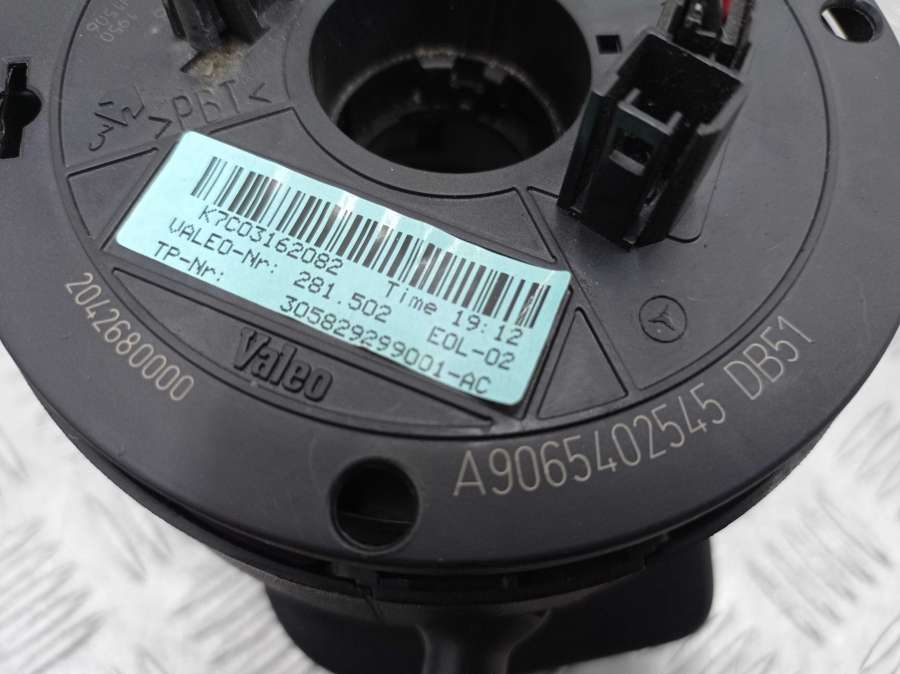 >PBT<
K7C03162082
VALEO-Nr: 281.502 Time 19:12
TP-Nr: 305829299001-AC EOL-02
Valeo
2042680000
A9065402545 DB51